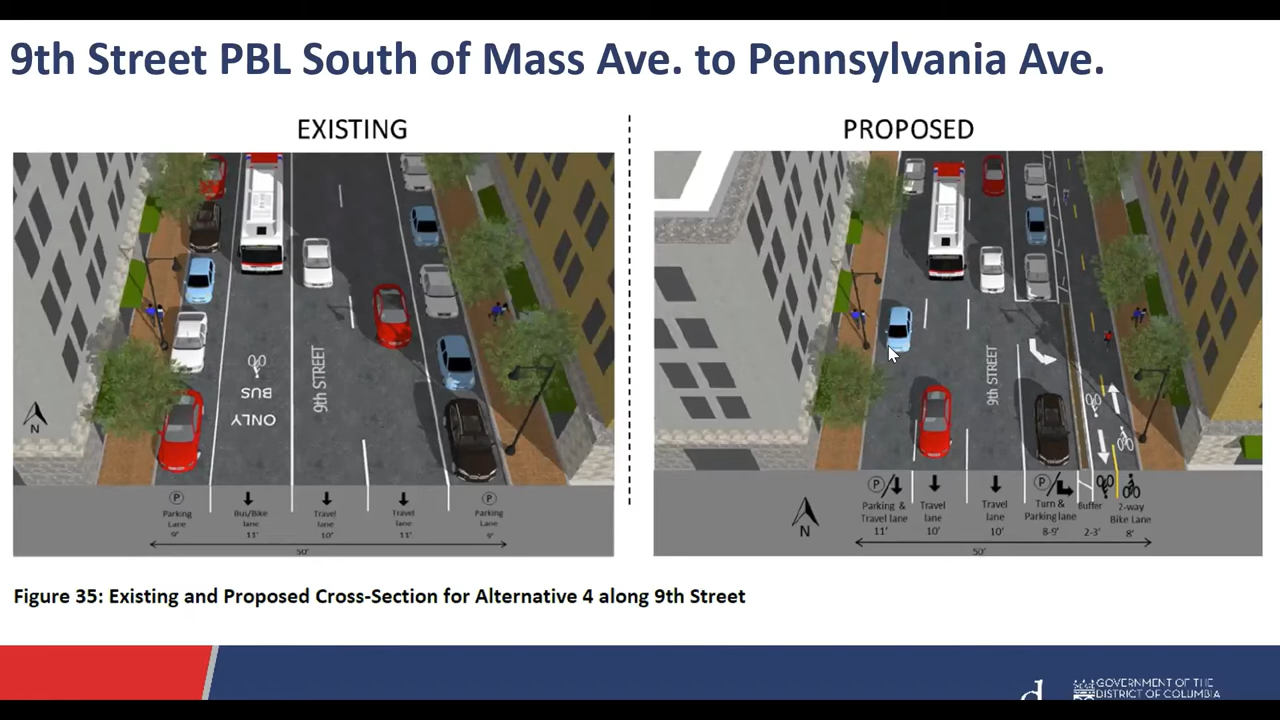 9th Street PBL South of Mass Ave. to Pennsylvania Ave.
EXISTING
BUS
ONLY
9th STREET
N
P
Parking
Lane
9'
Bus/Bike
lane
11'
Travel
lane
10'
Travel
lane
11'
P
Parking
Lane
9'
50'
PROPOSED
9th STREET
N
P/
Parking &
Travel lane
11'
Travel
lane
10'
Travel
lane
10'
P/
Turn &
Parking lane
8-9'
Buffer
2-3'
2-way
Bike Lane
8'
50'
Figure 35: Existing and Proposed Cross-Section for Alternative 4 along 9th Street
d
GOVERNMENT OF THE
DISTRICT OF COLUMBIA